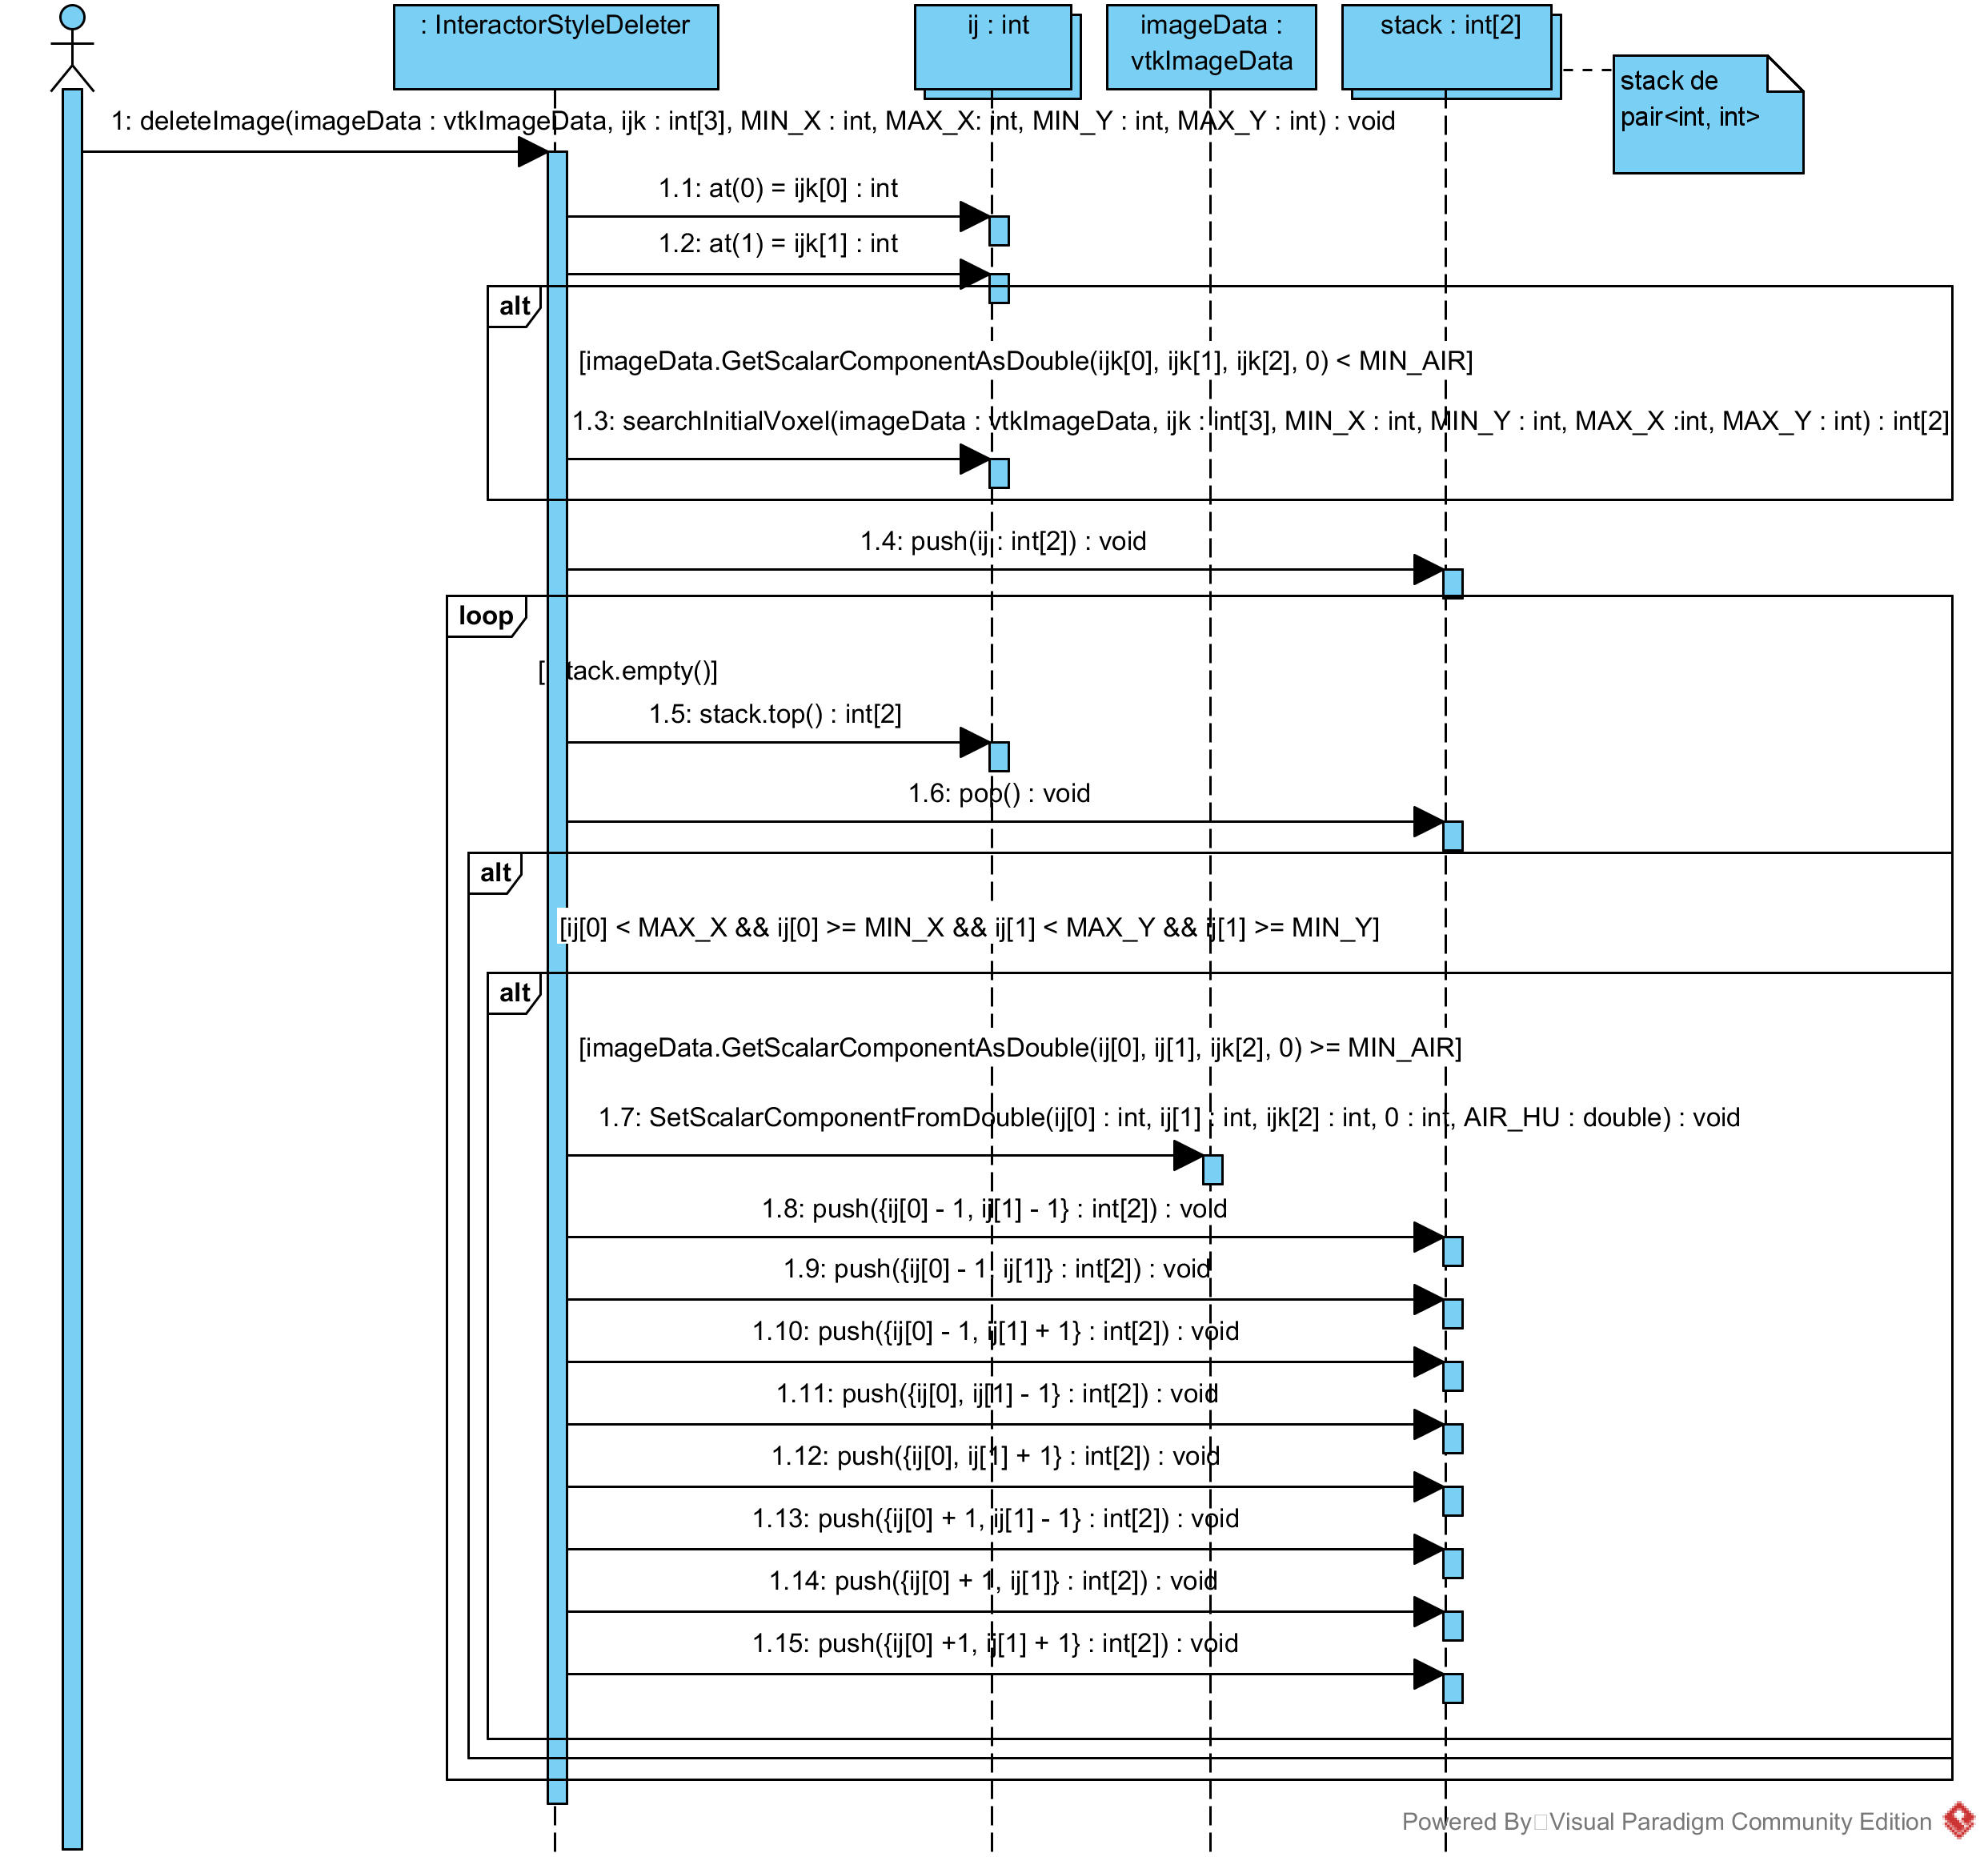 : InteractorStyleDeleter
ij : int
imageData :
vtkImageData
stack : int[2]
stack de
pair<int, int>
1: deleteImage(imageData : vtkImageData, ijk : int[3], MIN_X : int, MAX_X: int, MIN_Y : int, MAX_Y : int) : void
1.1: at(0) = ijk[0] : int
1.2: at(1) = ijk[1] : int
alt
[imageData.GetScalarComponentAsDouble(ijk[0], ijk[1], ijk[2], 0) < MIN_AIR]
1.3: searchInitialVoxel(imageData : vtkImageData, ijk : int[3], MIN_X : int, MIN_Y : int, MAX_X :int, MAX_Y : int) : int[2]
1.4: push(ij : int[2]) : void
loop
[ tack.empty()]
1.5: stack.top() : int[2]
1.6: pop() : void
alt
[ij[0] < MAX_X && ij[0] >= MIN_X && ij[1] < MAX_Y && ij[1] >= MIN_Y]
alt
[imageData.GetScalarComponentAsDouble(ij[0], ij[1], ijk[2], 0) >= MIN_AIR]
1.7: SetScalarComponentFromDouble(ij[0] : int, ij[1] : int, ijk[2] : int, 0 : int, AIR_HU : double) : void
1.8: push({ij[0] - 1, ij[1] - 1} : int[2]) : void
1.9: push({ij[0] - 1, ij[1]} : int[2]) : void
1.10: push({ij[0] - 1, ij[1] + 1} : int[2]) : void
1.11: push({ij[0], ij[1] - 1} : int[2]) : void
1.12: push({ij[0], ij[1] + 1} : int[2]) : void
1.13: push({ij[0] + 1, ij[1] - 1} : int[2]) : void
1.14: push({ij[0] + 1, ij[1]} : int[2]) : void
1.15: push({ij[0] +1, ij[1] + 1} : int[2]) : void
Powered By Visual Paradigm Community Edition